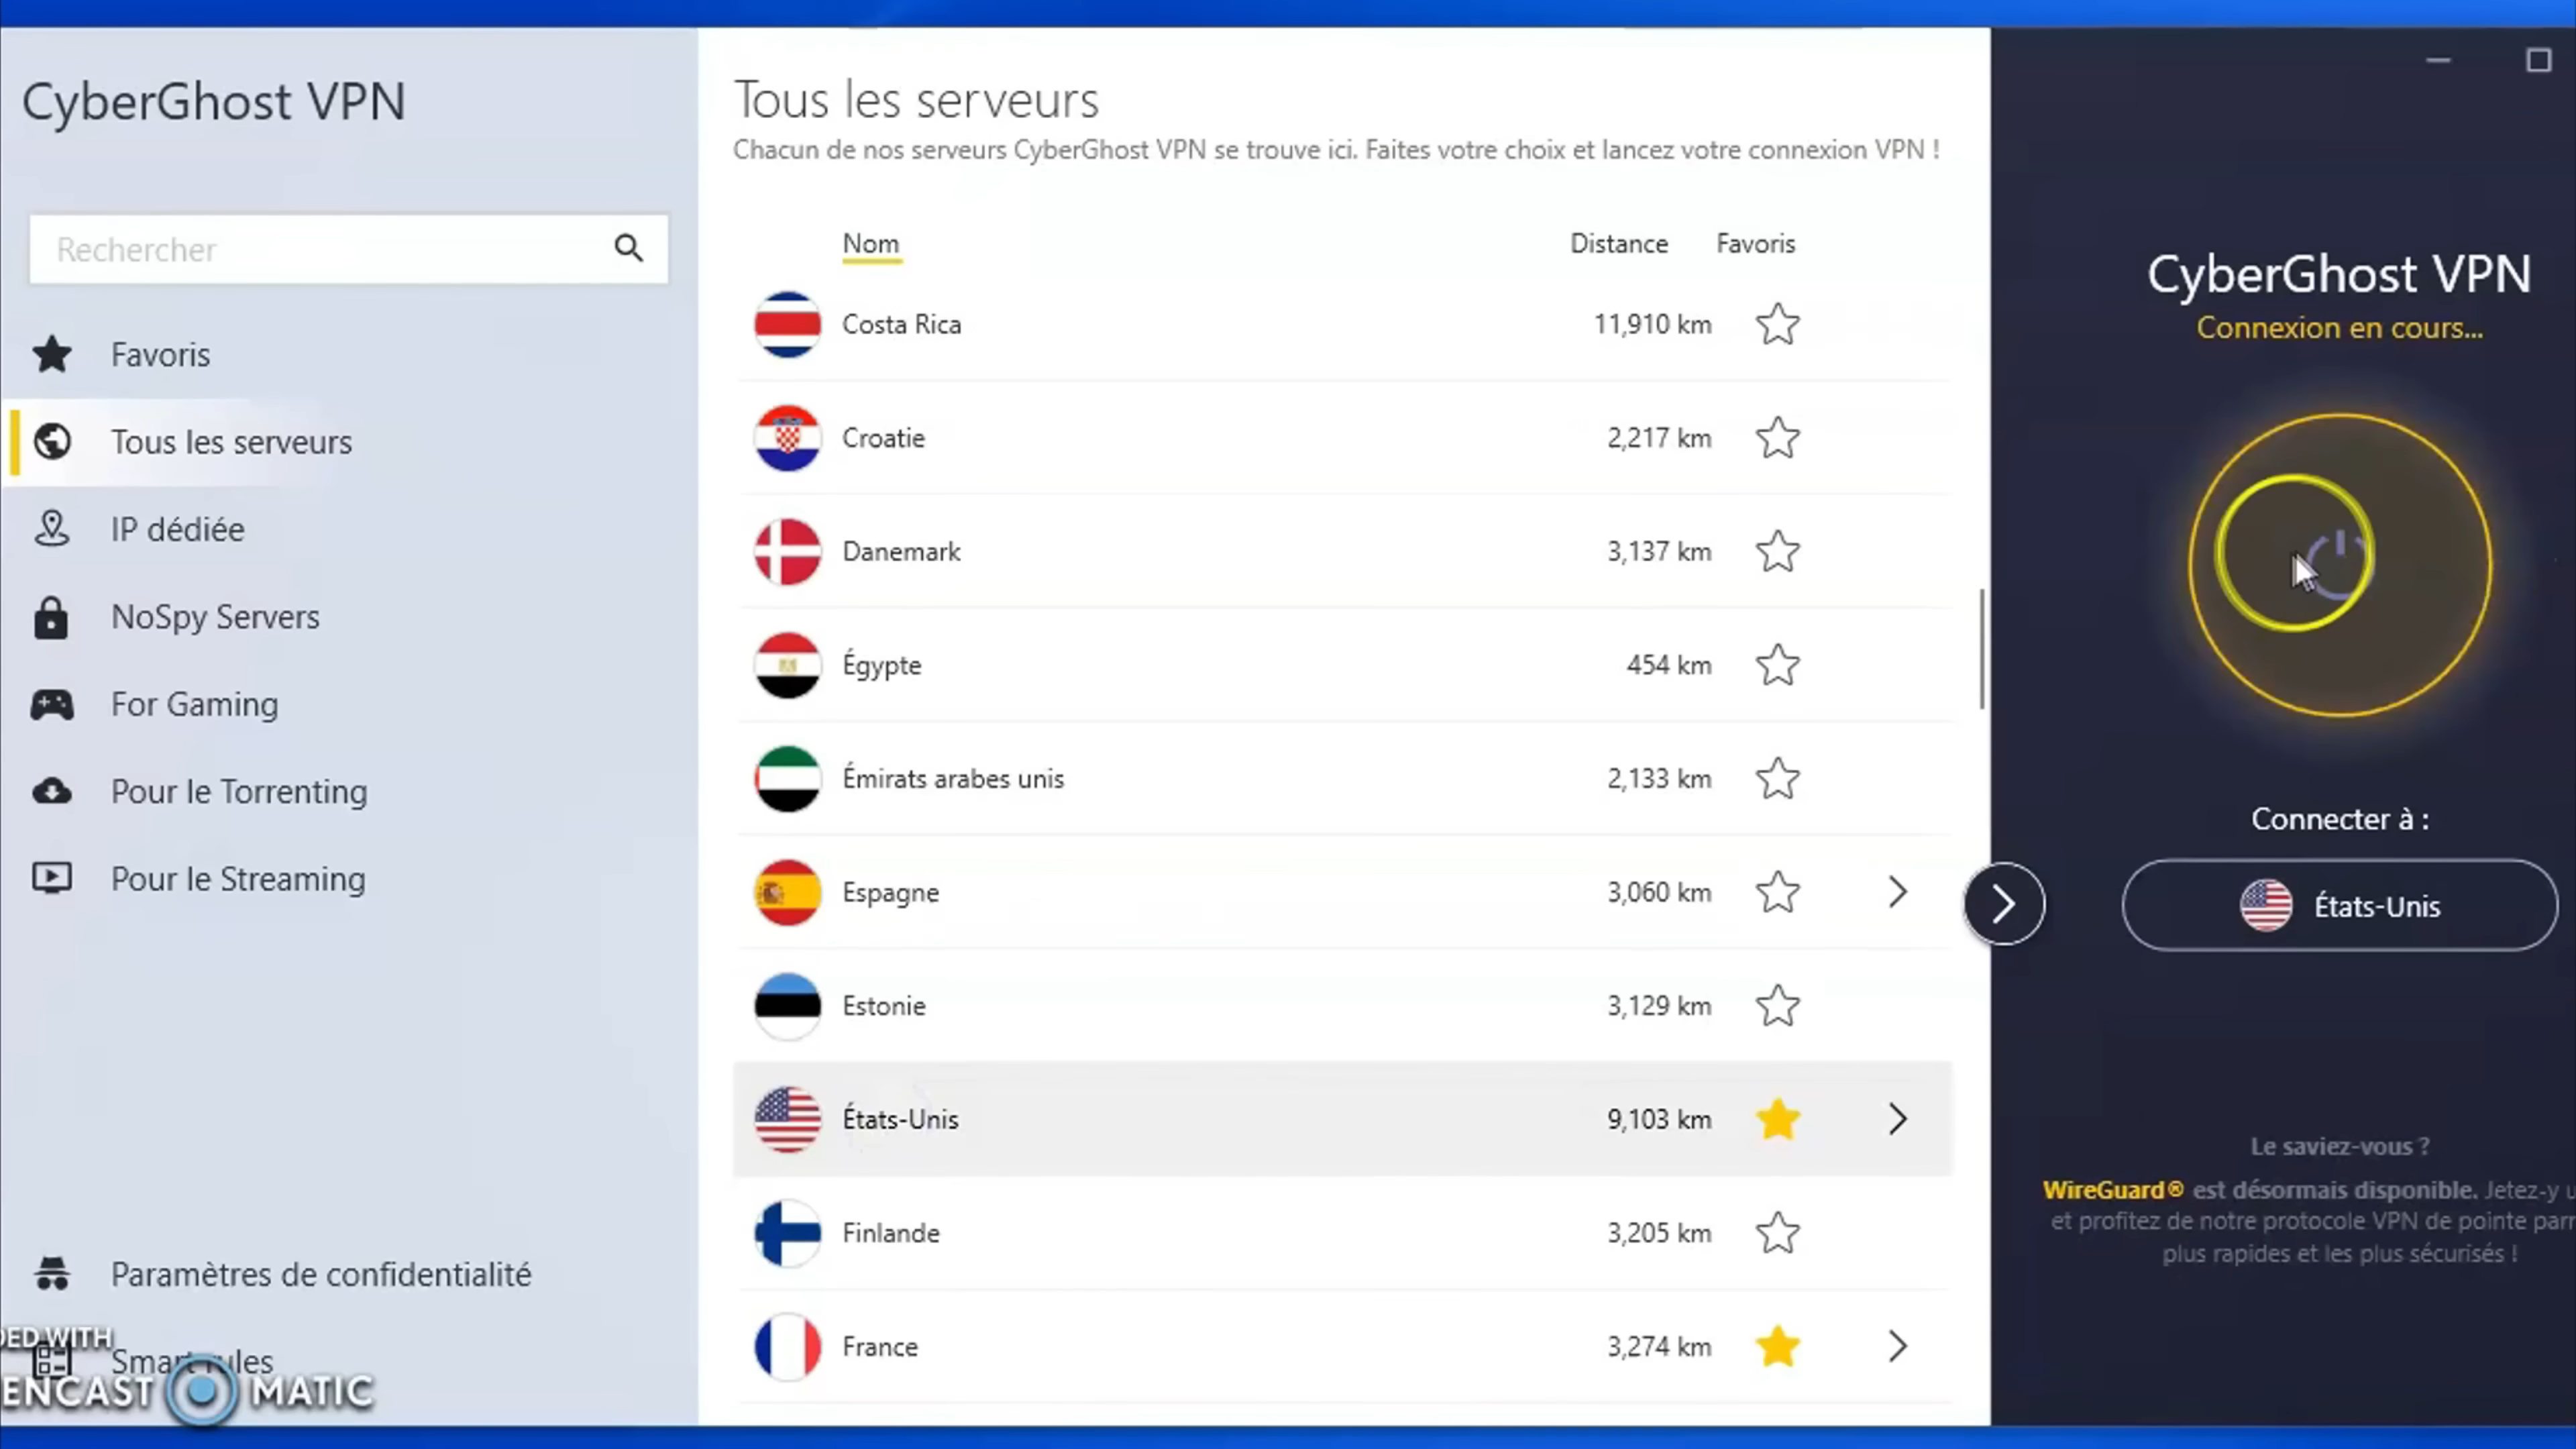 CyberGhost VPN
Rechercher
Favoris
Tous les serveurs
IP dédiée
NoSpy Servers
For Gaming
Pour le Torrenting
Pour le Streaming
Paramètres de confidentialité
Smart rules
Tous les serveurs
Chacun de nos serveurs CyberGhost VPN se trouve ici. Faites votre choix et lancez votre connexion VPN !
Nom Distance Favoris
Costa Rica 11,910 km
Croatie 2,217 km
Danemark 3,137 km
Égypte 454 km
Émirats arabes unis 2,133 km
Espagne 3,060 km
Estonie 3,129 km
États-Unis 9,103 km
Finlande 3,205 km
France 3,274 km
CyberGhost VPN
Connexion en cours...
Connecter à :
États-Unis
Le saviez-vous ?
WireGuard® est désormais disponible. Jetez-y
et profitez de notre protocole VPN de pointe
plus rapides et les plus sécurisés !
WITH
MATIC